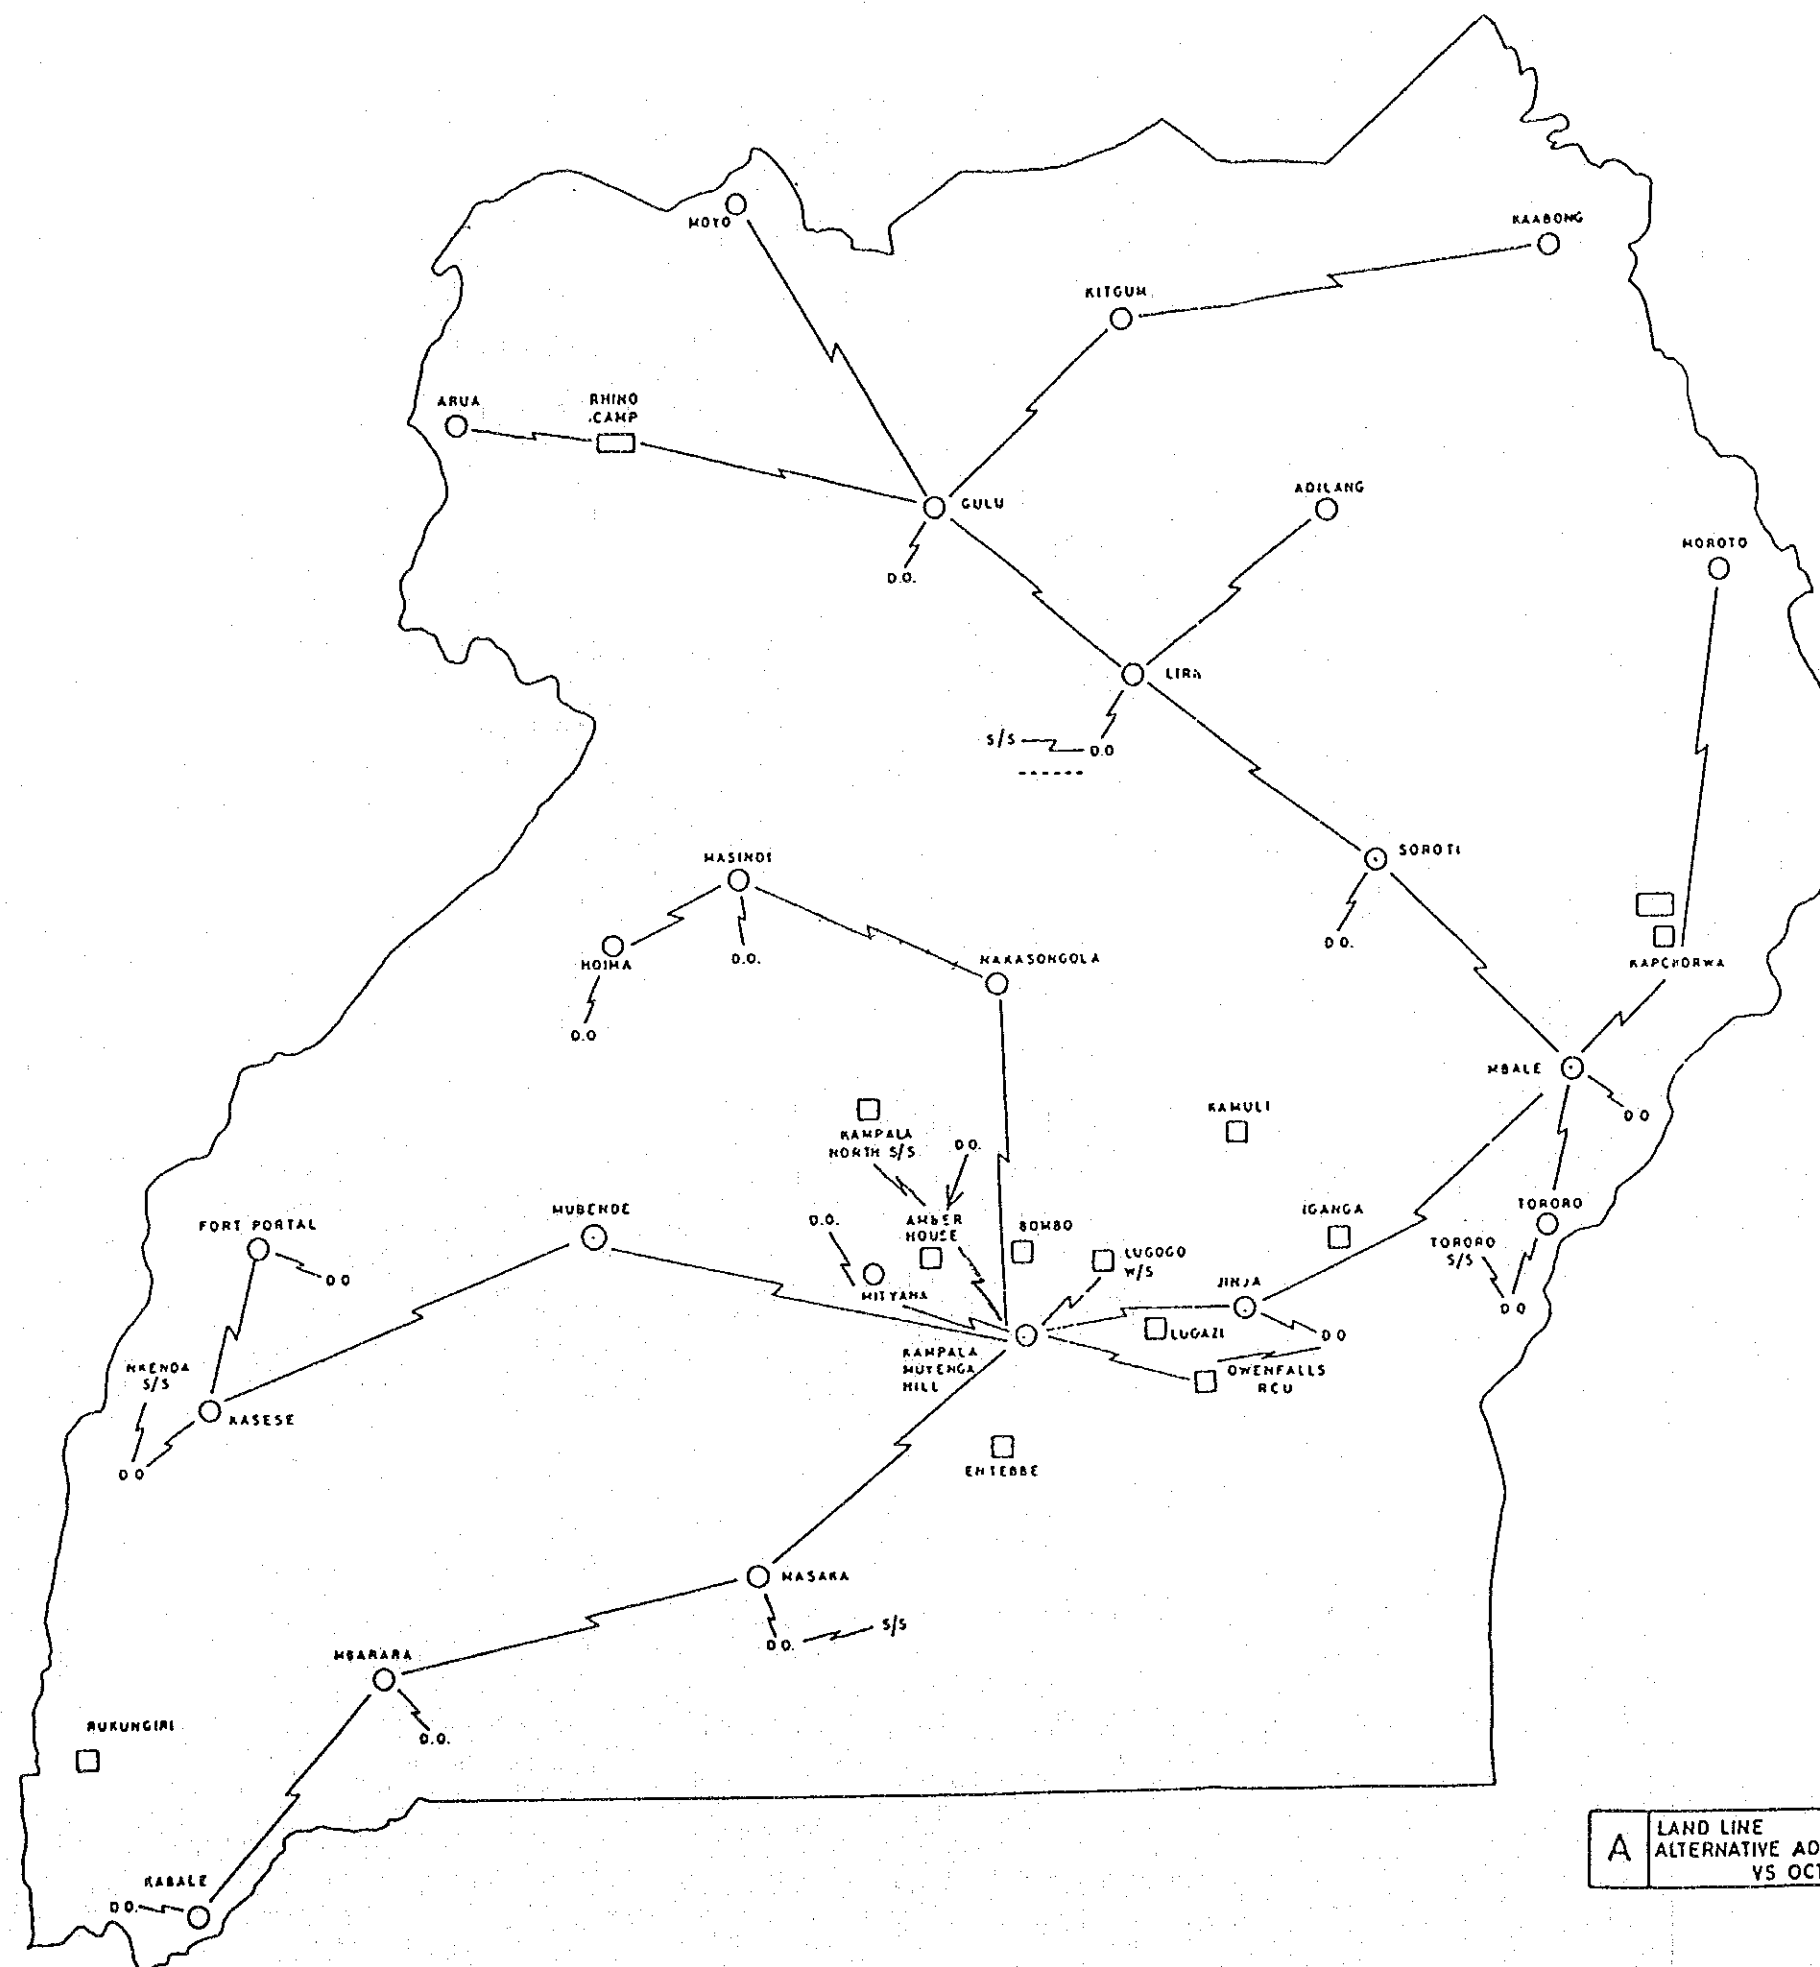 KAABONG
MOYO
KITGUM
ARUA
RHINO
CAMP
ADILANG
GULU
MOROTO
D.O.
LIRA
S/S
D.O
SOROTI
MASINDI
D.O.
HOIMA
D.O.
NAKASONGOLA
KAPCHORWA
D.O
MBALE
KAMULI
D.O
KAMPALA
NORTH S/S
D.O.
TORORO
MUBENDE
IGANGA
FORT PORTAL
D.O.
AMBER
HOUSE
BOMBO
TORORO
S/S
LUGOGO
W/S
D O
JINJA
MITYANA
D O
LUGAZI
D O
KAMPALA
MUYENGA
HILL
OWENFALLS
RCU
NKENDA
S/S
KASESE
D O
ENTEBBE
MASAKA
S/S
D O.
MBARARA
D.O.
RUKUNGIRI
KABALE
D O.
A
LAND LINE
ALTERNATIVE AD
VS OCT